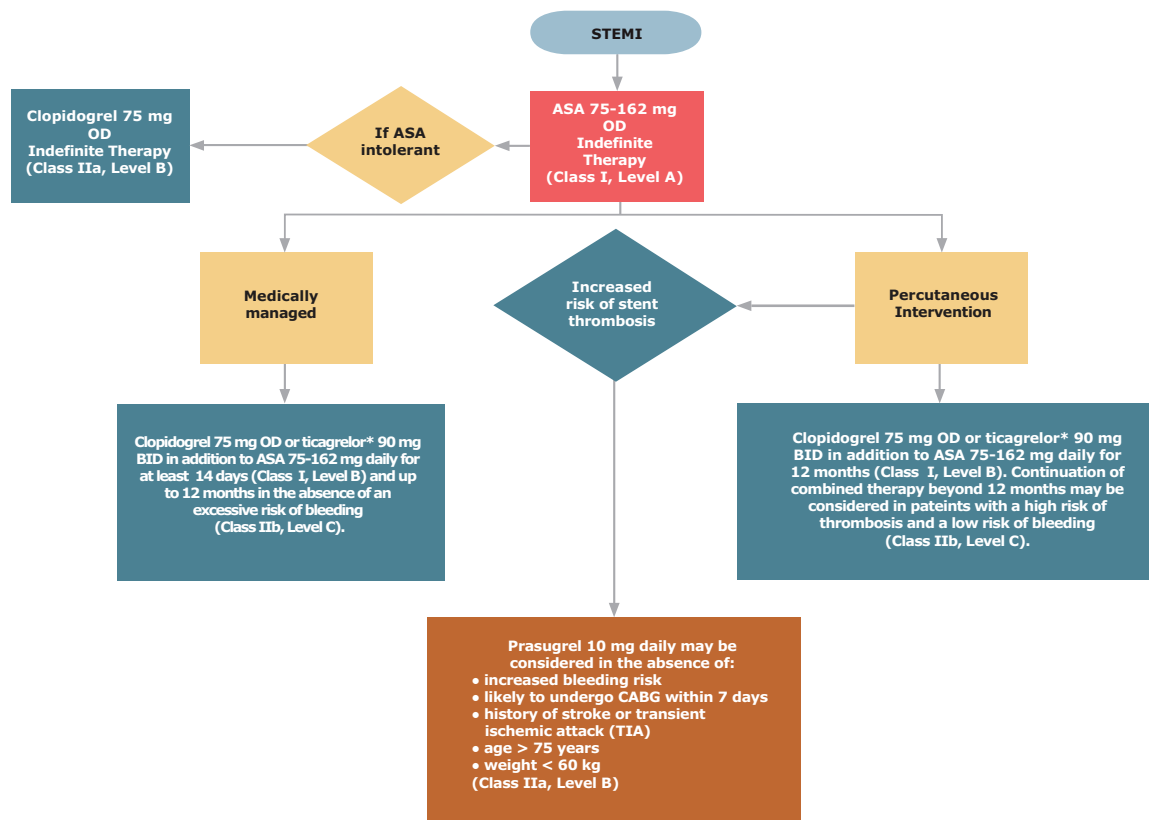 STEMI
Clopidogrel 75 mg
OD
Indefinite Therapy
(Class IIa, Level B)
If ASA
intolerant
ASA 75-162 mg
OD
Indefinite
Therapy
(Class I, Level A)
Medically
managed
Increased
risk of stent
thrombosis
Percutaneous
Intervention
Clopidogrel 75 mg OD or ticagrelor* 90 mg
BID in addition to ASA 75-162 mg daily for
at least 14 days (Class I, Level B) and up
to 12 months in the absence of an
excessive risk of bleeding
(Class IIb, Level C).
Clopidogrel 75 mg OD or ticagrelor* 90 mg
BID in addition to ASA 75-162 mg daily for
12 months (Class I, Level B). Continuation of
combined therapy beyond 12 months may be
considered in pateints with a high risk of
thrombosis and a low risk of bleeding
(Class IIb, Level C).
Prasugrel 10 mg daily may be
considered in the absence of:
● increased bleeding risk
● likely to undergo CABG within 7 days
● history of stroke or transient
ischemic attack (TIA)
● age > 75 years
● weight < 60 kg
(Class IIa, Level B)